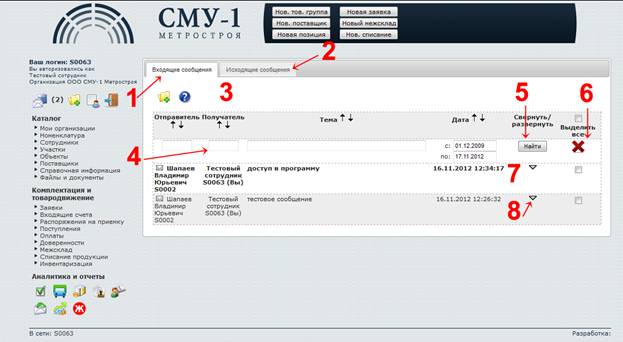 СМУ-1
МЕТРОСТРОЯ
Нов. тов. группа
Новая заявка
Нов. поставщик
Новый межсклад
Новая позиция
Нов. списание
Ваш логин: S0063
Вы авторизовались как
Тестовый сотрудник
Организация ООО СМУ-1 Метростроя
(2)
Каталог
Мои организации
Номенклатура
Сотрудники
Участки
Объекты
Поставщики
Справочная информация
Файлы и документы
Комплектация и
товародвижение
Заявки
Входящие счета
Распоряжения на приемку
Поступления
Оплаты
Доверенности
Межсклад
Списание продукции
Инвентаризация
Аналитика и отчеты
Ж
Входящие сообщения
Исходящие сообщения
1
2
3
4
5
6
7
8
?
Отправитель
Получатель
Тема
Дата
Свернуть/
развернуть
Выделить
все
с: 01.12.2009
по: 17.11.2012
Найти
Шапаев
Владимир
Юрьевич
S0002
Тестовый
сотрудник
S0063 (Вы)
доступ в программу
16.11.2012 12:34:17
Шапаев
Владимир
Юрьевич
S0002
Тестовый
сотрудник
S0063 (Вы)
тестовое сообщение
16.11.2012 12:26:32
В сети: S0063
Разработка: